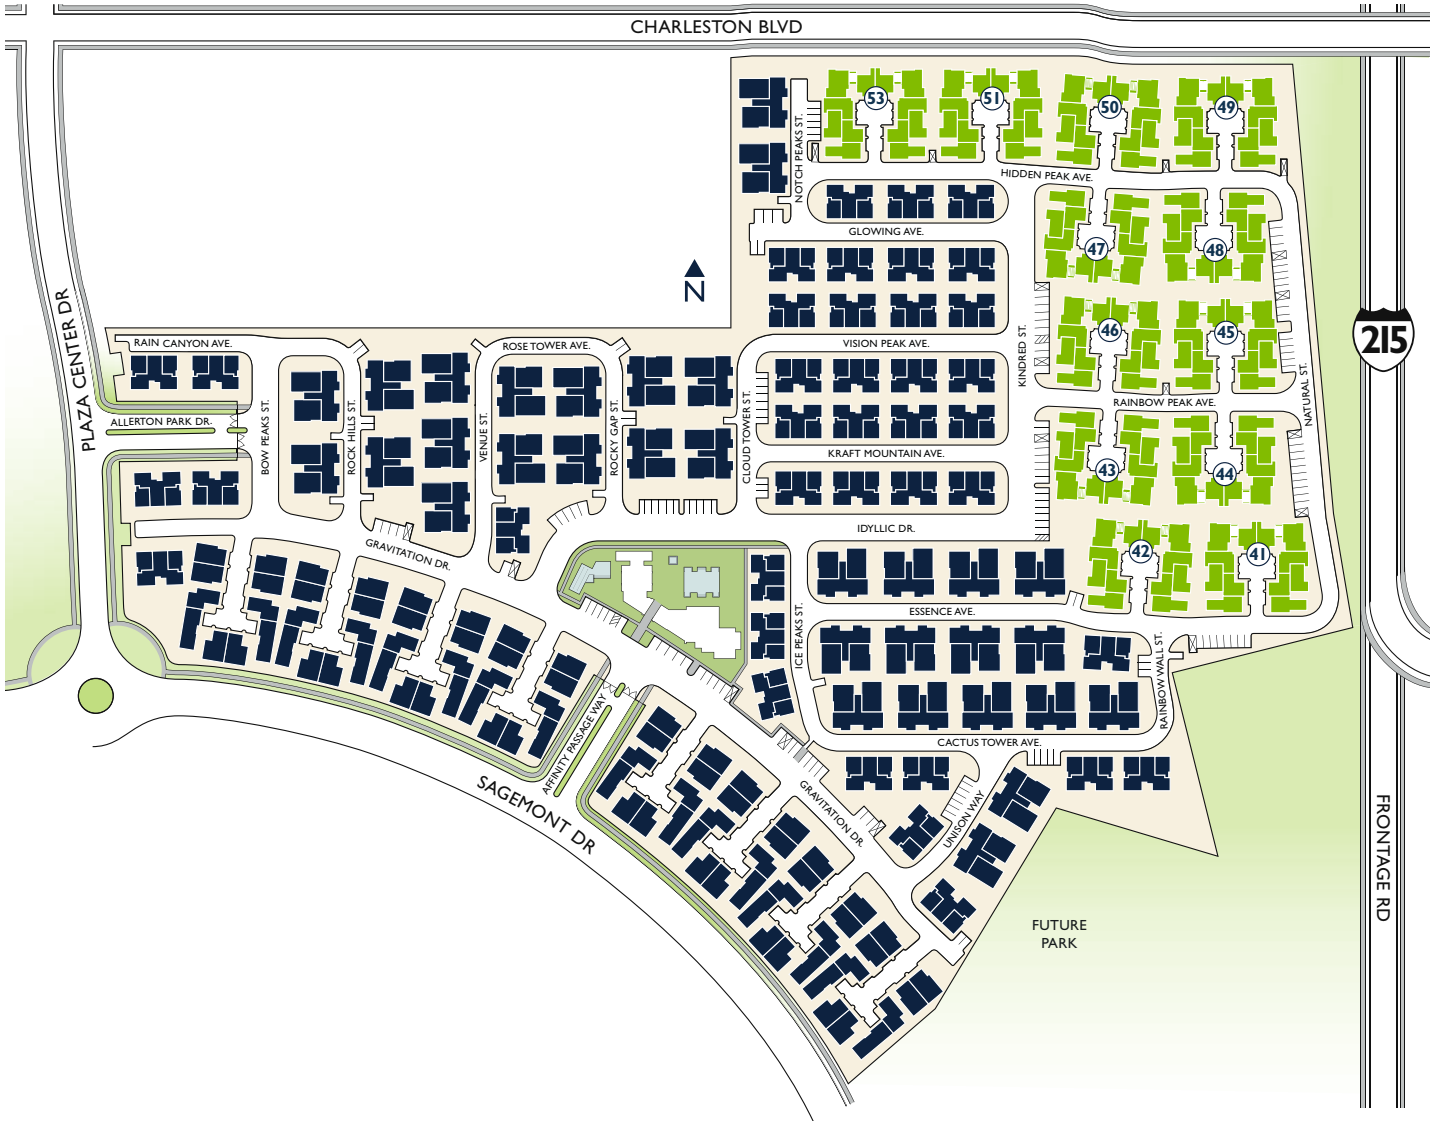 CHARLESTON BLVD
53
51
50
49
NOTCH PEAKS ST.
HIDDEN PEAK AVE.
GLOWING AVE.
47
48
N
PLAZA CENTER DR
RAIN CANYON AVE.
ROSE TOWER AVE.
VISION PEAK AVE.
KINDRED ST.
46
45
215
NATURAL ST.
RAINBOW PEAK AVE.
ALLERTON PARK DR.
BOW PEAKS ST.
ROCK HILLS ST.
VENUE ST.
ROCKY GAP ST.
CLOUD TOWER ST.
KRAFT MOUNTAIN AVE.
43
44
IDYLLIC DR.
GRAVITATION DR.
42
41
ESSENCE AVE.
ICE PEAKS ST.
RAINBOW WALL ST.
AFFINITY PASSAGE WAY
CACTUS TOWER AVE.
SAGEMONT DR
GRAVITATION DR.
UNISON WAY
FUTURE
PARK
FRONTAGE RD